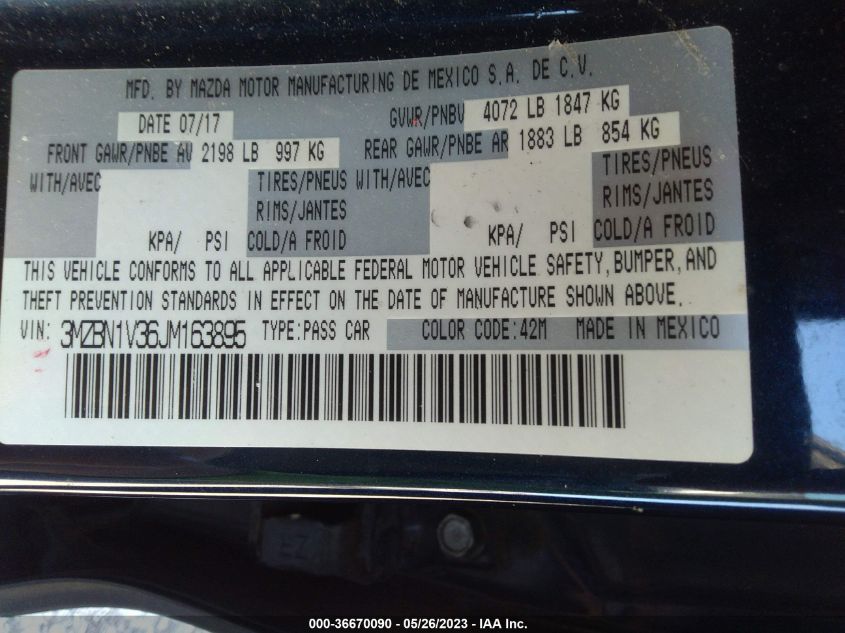 MFD. BY MAZDA MOTOR MANUFACTURING DE MEXICO S.A. DE C.V.
DATE 07/17 GVWR/PNBV 4072 LB 1847 KG
FRONT GAWR/PNBE AV 2198 LB 997 KG REAR GAWR/PNBE AR 1883 LB 854 KG
WITH/AVEC TIRES/PNEUS WITH/AVEC TIRES/PNEUS
RIMS/JANTES RIMS/JANTES
KPA/ PSI COLD/A FROID KPA/ PSI COLD/A FROID
THIS VEHICLE CONFORMS TO ALL APPLICABLE FEDERAL MOTOR VEHICLE SAFETY, BUMPER, AND
THEFT PREVENTION STANDARDS IN EFFECT ON THE DATE OF MANUFACTURE SHOWN ABOVE.
VIN: 3MZBN1V36JM163895 TYPE:PASS CAR COLOR CODE:42M MADE IN MEXICO
EZ
000-36670090 - 05/26/2023 - IAA Inc.